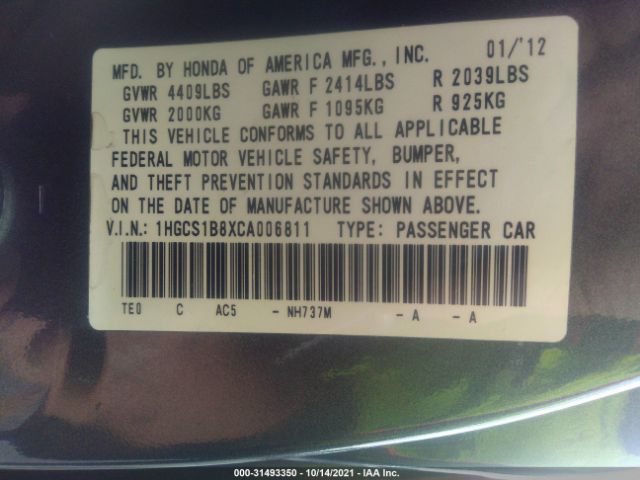 MFD. BY HONDA OF AMERICA MFG., INC. 01/'12
GVWR 4409LBS GAWR F 2414LBS R 2039LBS
GVWR 2000KG GAWR F 1095KG R 925KG
THIS VEHICLE CONFORMS TO ALL APPLICABLE
FEDERAL MOTOR VEHICLE SAFETY, BUMPER,
AND THEFT PREVENTION STANDARDS IN EFFECT
ON THE DATE OF MANUFACTURE SHOWN ABOVE.
V.I.N.: 1HGCS1B8XCA006811 TYPE: PASSENGER CAR
TE0 C AC5 - NH737M - A - A
000-31493350 - 10/14/2021 - IAA Inc.